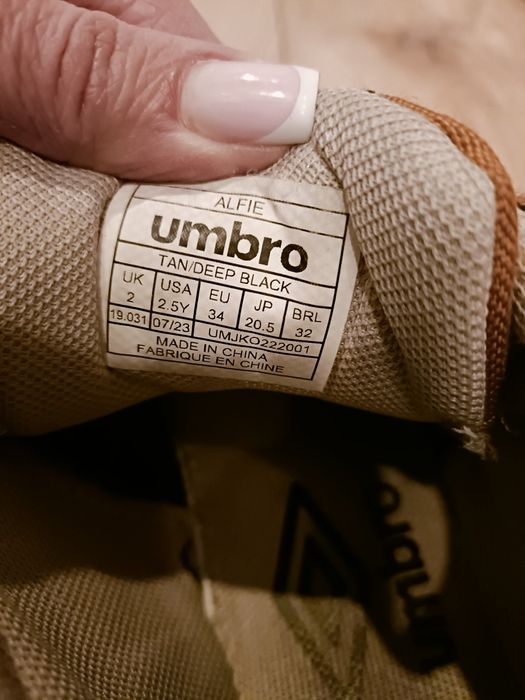 ALFIE
umbro
TAN/DEEP BLACK
UK USA EU JP BRL
2 2.5Y 34 20.5 32
19.031 07/23 UMJKO222001
MADE IN CHINA
FABRIQUE EN CHINE
umbro